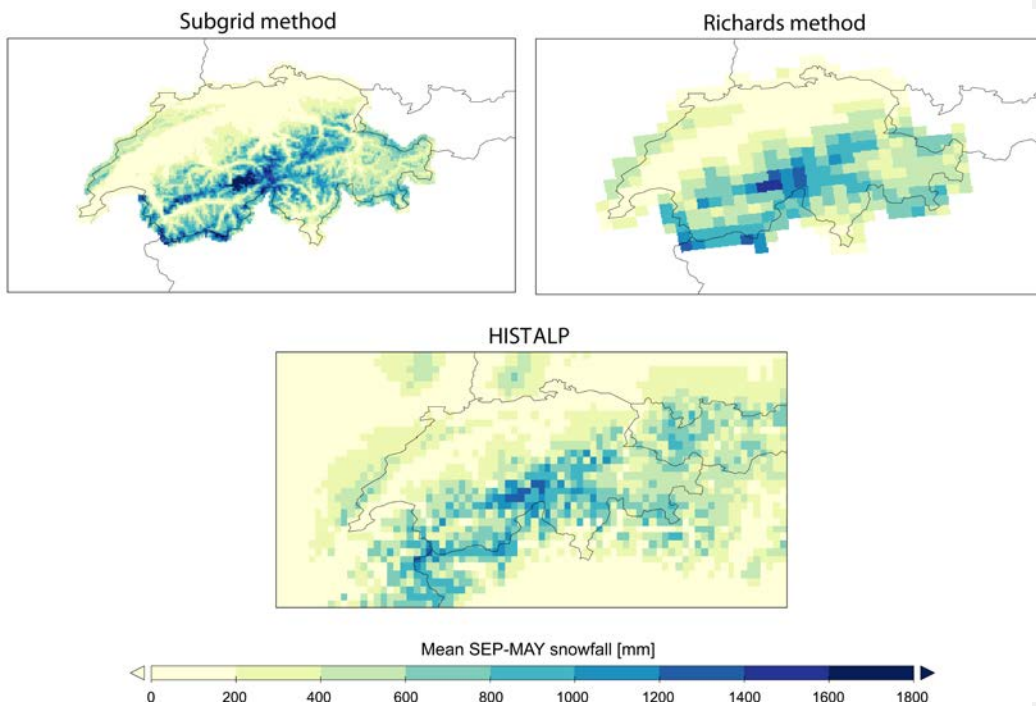 Subgrid method
Richards method
HISTALP
Mean SEP-MAY snowfall [mm]
0 200 400 600 800 1000 1200 1400 1600 1800